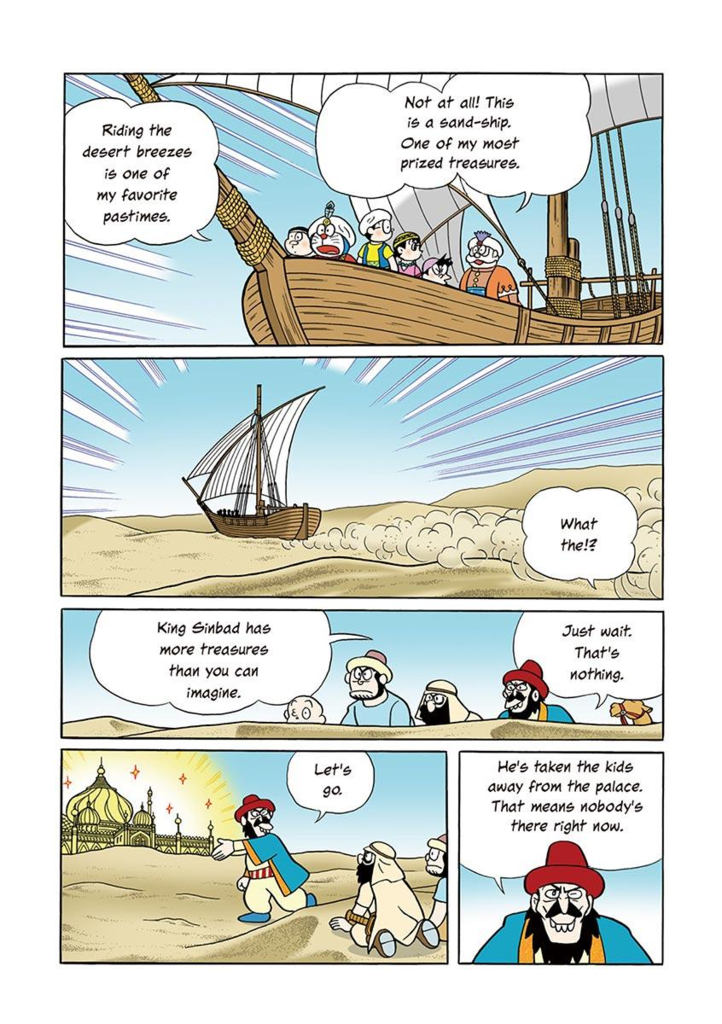 Not at all! This
is a sand-ship.
One of my most
prized treasures.
Riding the
desert breezes
is one of
my favorite
pastimes.
What
the!?
Just wait.
That's
nothing.
King Sinbad has
more treasures
than you can
imagine.
He's taken the kids
away from the palace.
That means nobody's
there right now.
Let's
go.